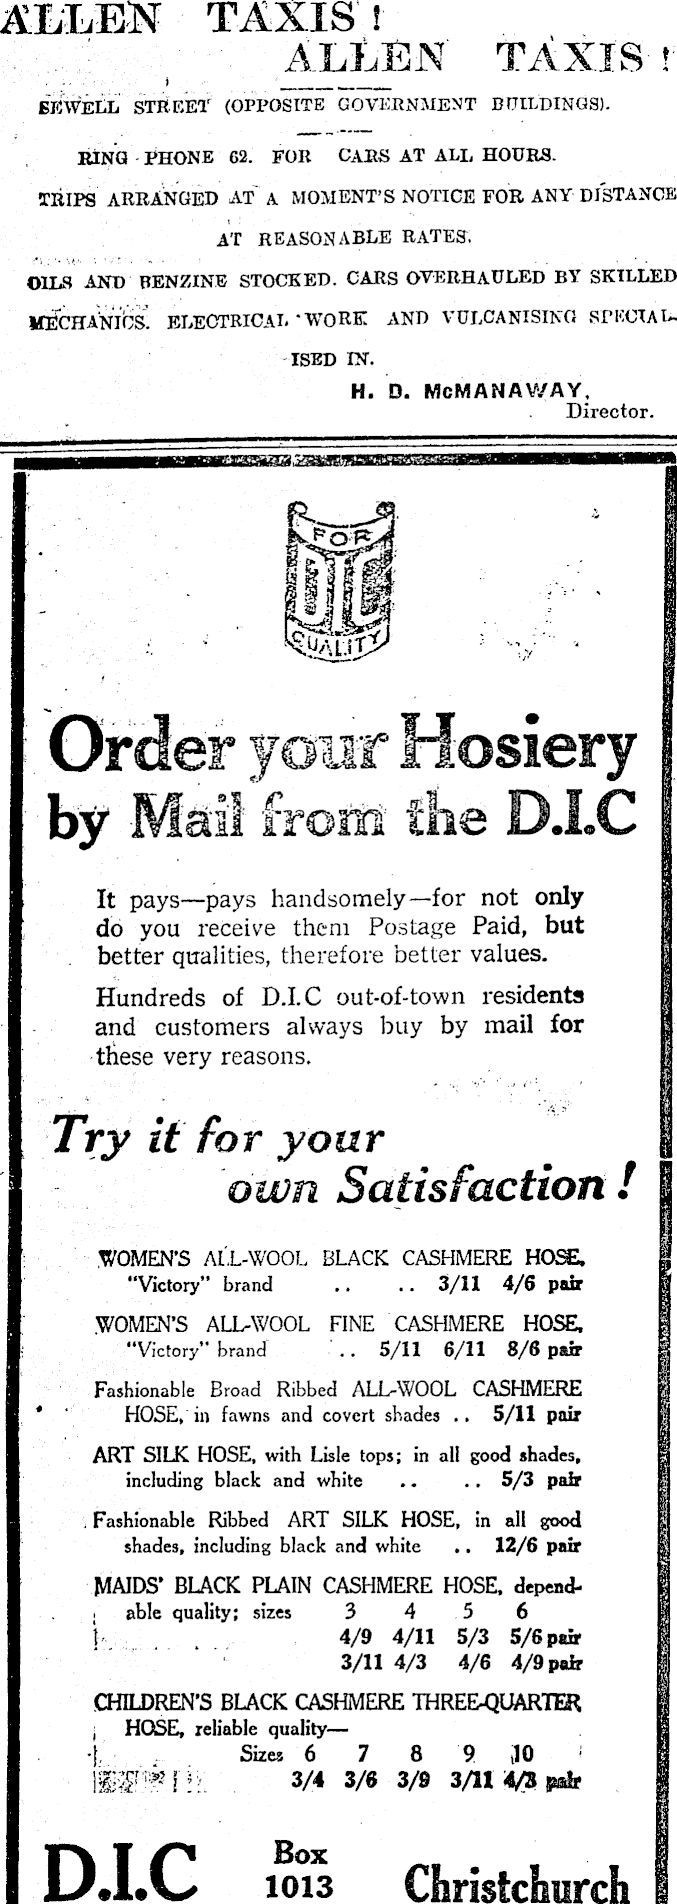 ALLEN TAXIS!
ALLEN TAXIS!
SEWELL STREET (OPPOSITE GOVERNMENT BUILDINGS).
RING PHONE 62. FOR CARS AT ALL HOURS.
TRIPS ARRANGED AT A MOMENT'S NOTICE FOR ANY DISTANCE
AT REASONABLE RATES.
OILS AND BENZINE STOCKED. CARS OVERHAULED BY SKILLED
MECHANICS. ELECTRICAL WORK AND VULCANISING SPECIAL-
ISED IN.
H. D. McMANAWAY,
Director.
FOR
DIC
QUALITY
Order your Hosiery
by Mail from the D.I.C
It pays—pays handsomely—for not only
do you receive them Postage Paid, but
better qualities, therefore better values.
Hundreds of D.I.C out-of-town residents
and customers always buy by mail for
these very reasons.
Try it for your
own Satisfaction!
WOMEN'S ALL-WOOL BLACK CASHMERE HOSE,
"Victory" brand .. .. 3/11 4/6 pair
WOMEN'S ALL-WOOL FINE CASHMERE HOSE,
"Victory" brand .. 5/11 6/11 8/6 pair
Fashionable Broad Ribbed ALL-WOOL CASHMERE
HOSE, in fawns and covert shades .. 5/11 pair
ART SILK HOSE, with Lisle tops; in all good shades,
including black and white .. .. 5/3 pair
Fashionable Ribbed ART SILK HOSE, in all good
shades, including black and white .. 12/6 pair
MAIDS' BLACK PLAIN CASHMERE HOSE, depend-
able quality; sizes 3 4 5 6
4/9 4/11 5/3 5/6 pair
3/11 4/3 4/6 4/9 pair
CHILDREN'S BLACK CASHMERE THREE-QUARTER
HOSE, reliable quality—
Sizes 6 7 8 9 10
3/4 3/6 3/9 3/11 4/3 pair
D.I.C Box 1013 Christchurch